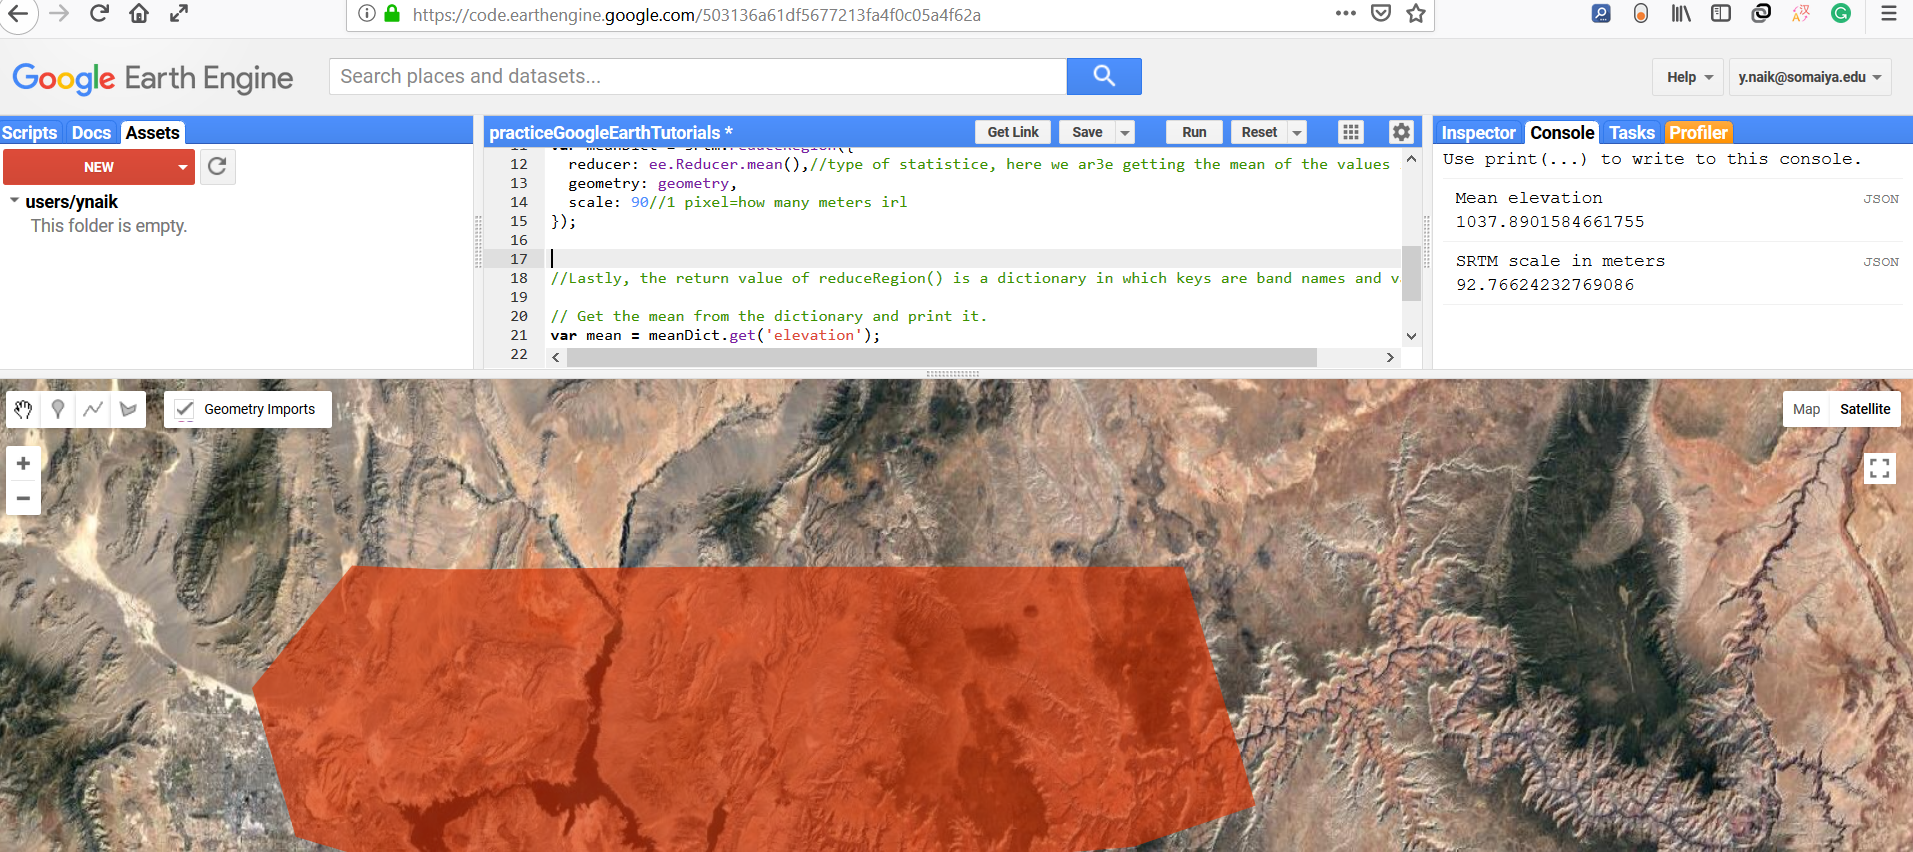 https://code.earthengine.google.com/503136a61df5677213fa4f0c05a4f62a
Google Earth Engine
Search places and datasets...
Help
y.naik@somaiya.edu
Scripts Docs Assets
NEW
users/ynaik
This folder is empty.
practiceGoogleEarthTutorials *
Get Link Save Run Reset
11 var meanDict = srtm.reduceRegion({
12 reducer: ee.Reducer.mean(),//type of statistice, here we ar3e getting the mean of the values
13 geometry: geometry,
14 scale: 90//1 pixel=how many meters irl
15 });
16
17
18 //Lastly, the return value of reduceRegion() is a dictionary in which keys are band names and v
19
20 // Get the mean from the dictionary and print it.
21 var mean = meanDict.get('elevation');
22
Inspector Console Tasks Profiler
Use print(...) to write to this console.
Mean elevation JSON
1037.8901584661755
SRTM scale in meters JSON
92.76624232769086
Geometry Imports
Map Satellite